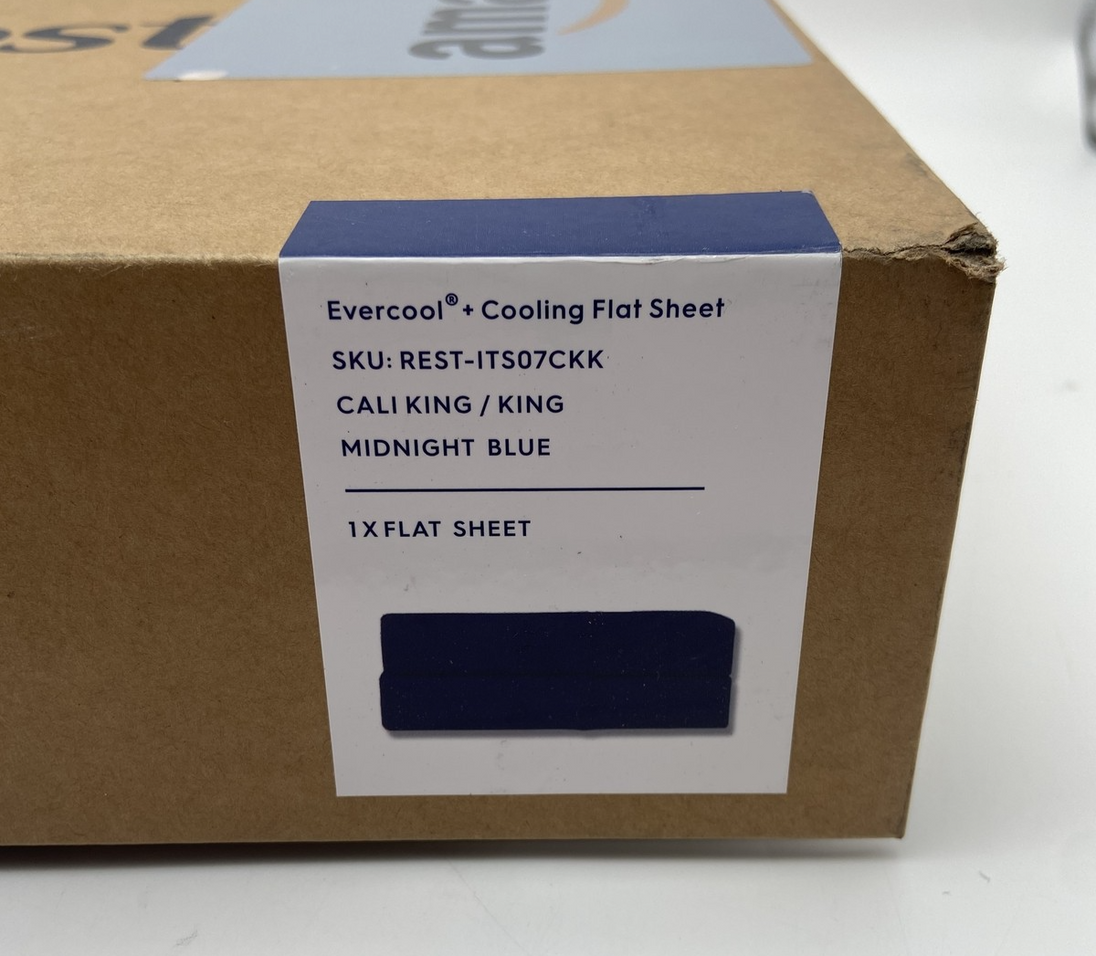 Evercool®+ Cooling Flat Sheet
SKU: REST-ITS07CKK
CALI KING / KING
MIDNIGHT BLUE
1 X FLAT SHEET